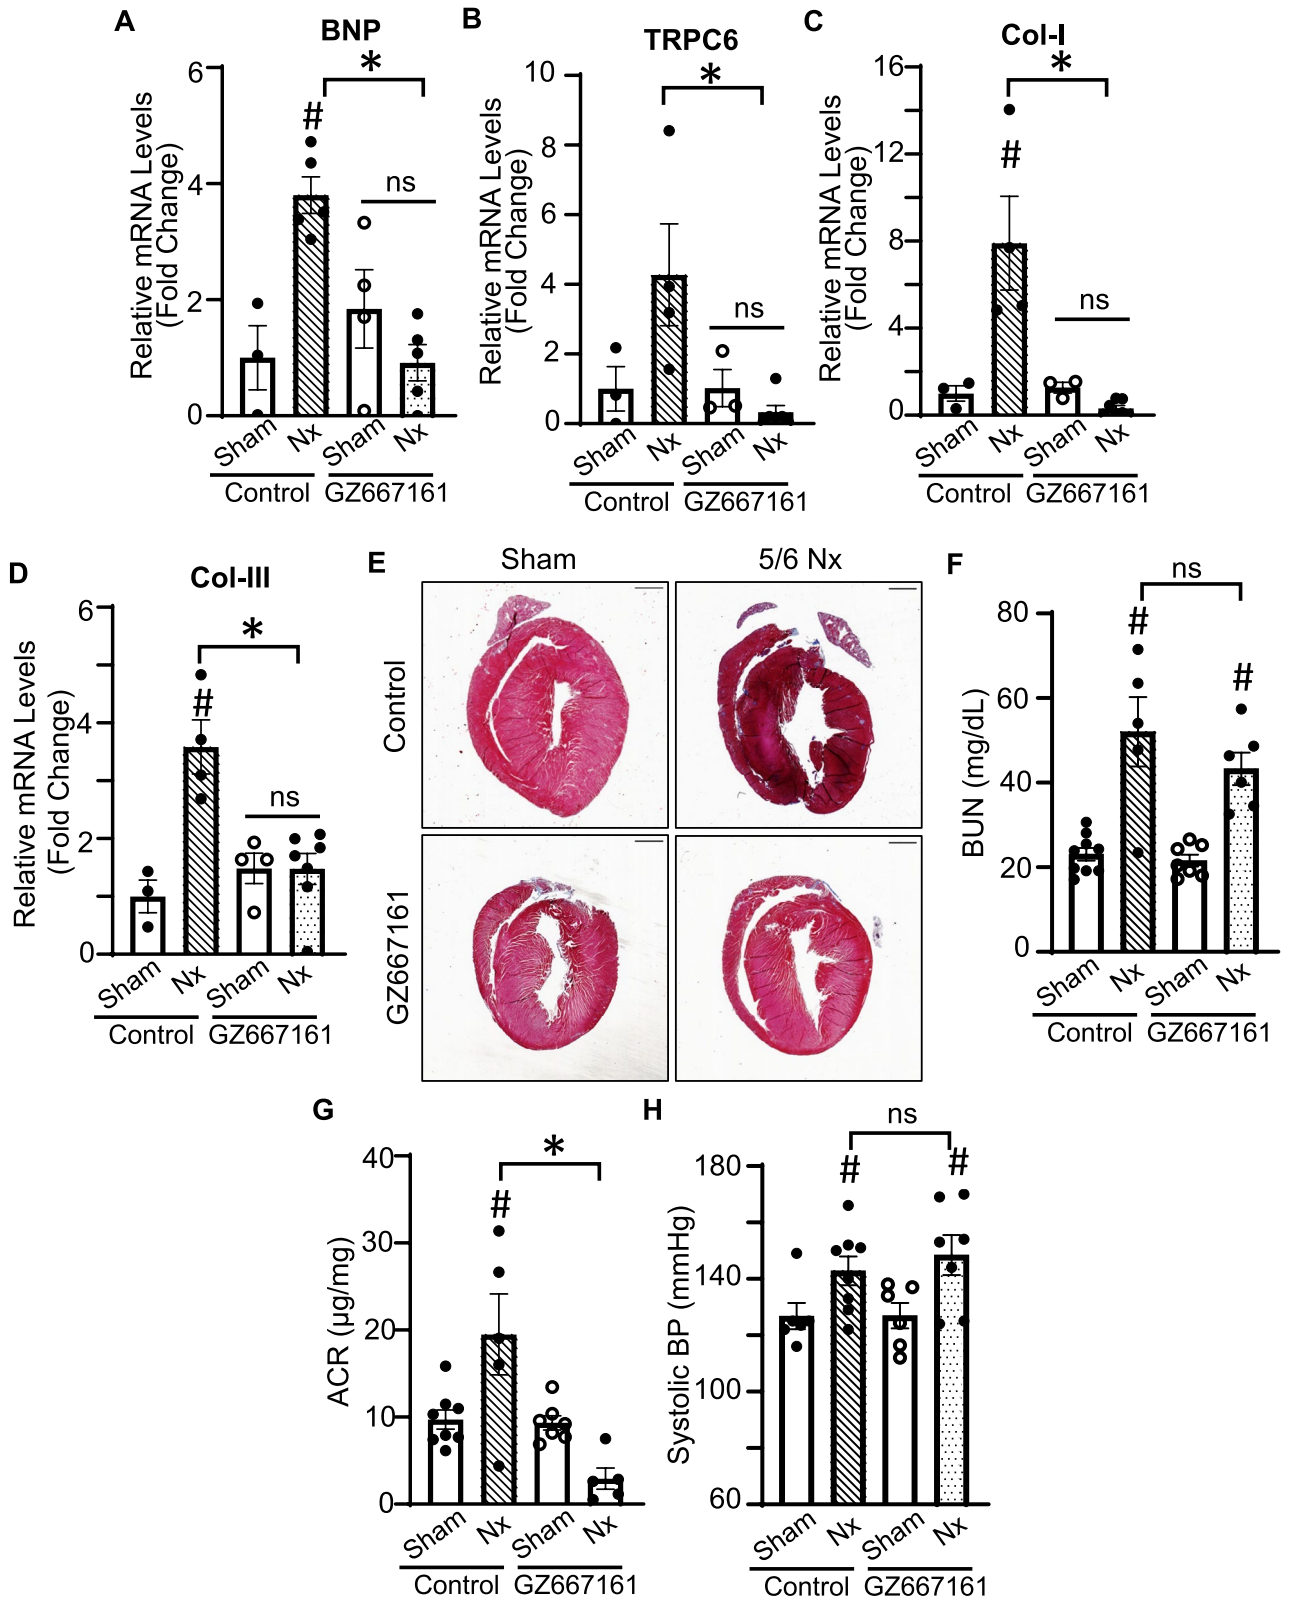 A
BNP
*
#
ns
Relative mRNA Levels
(Fold Change)
6
4
2
0
Sham
Nx
Sham
Nx
Control
GZ667161
B
TRPC6
*
ns
Relative mRNA Levels
(Fold Change)
10
8
6
4
2
0
Sham
Nx
Sham
Nx
Control
GZ667161
C
Col-I
*
#
ns
Relative mRNA Levels
(Fold Change)
16
12
8
4
0
Sham
Nx
Sham
Nx
Control
GZ667161
D
Col-III
*
#
ns
Relative mRNA Levels
(Fold Change)
6
4
2
0
Sham
Nx
Sham
Nx
Control
GZ667161
E
Sham
5/6 Nx
Control
GZ667161
F
ns
#
#
BUN (mg/dL)
80
60
40
20
0
Sham
Nx
Sham
Nx
Control
GZ667161
G
*
#
ACR (µg/mg)
40
30
20
10
0
Sham
Nx
Sham
Nx
Control
GZ667161
H
ns
#
#
Systolic BP (mmHg)
180
140
100
60
Sham
Nx
Sham
Nx
Control
GZ667161